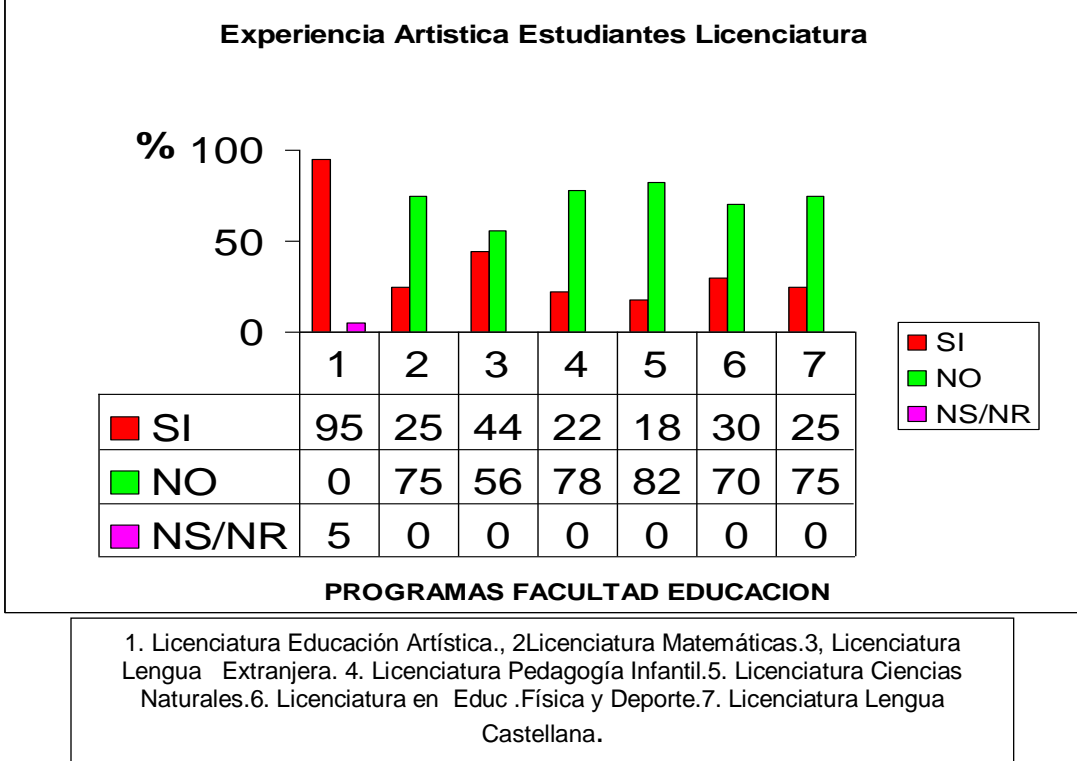 Experiencia Artistica Estudiantes Licenciatura
% 100
50
0
1 2 3 4 5 6 7
SI 95 25 44 22 18 30 25
NO 0 75 56 78 82 70 75
NS/NR 5 0 0 0 0 0 0
SI
NO
NS/NR
PROGRAMAS FACULTAD EDUCACION
1. Licenciatura Educación Artística., 2Licenciatura Matemáticas.3, Licenciatura
Lengua Extranjera. 4. Licenciatura Pedagogía Infantil.5. Licenciatura Ciencias
Naturales.6. Licenciatura en Educ .Física y Deporte.7. Licenciatura Lengua
Castellana.